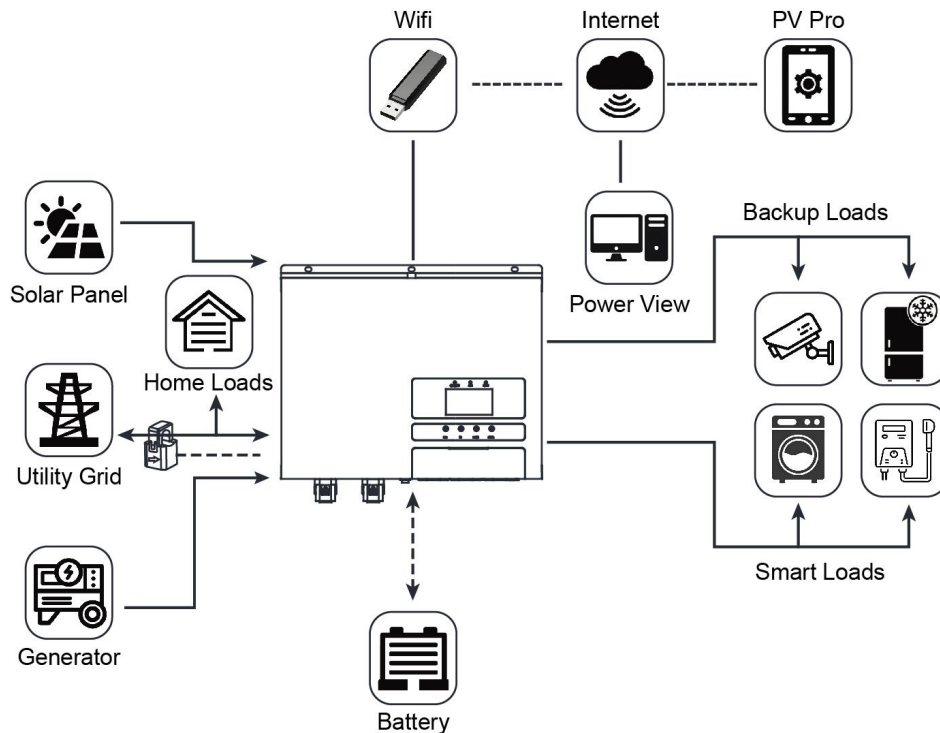 Wifi
Internet
PV Pro
Solar Panel
Home Loads
Power View
Backup Loads
Utility Grid
Smart Loads
Generator
Battery